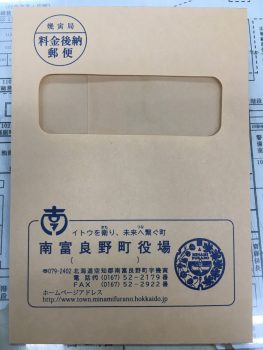 幾寅局
料金後納
郵便
イトウを護り、未来へ繋ぐ町
南富良野町役場
(　　　　)
〒079-2402 北海道空知郡南富良野町字幾寅
電話代(0167)52-2179番
FAX (0167)52-2922番
ホームページアドレス
http://www.town.minamifurano.hokkaido.jp